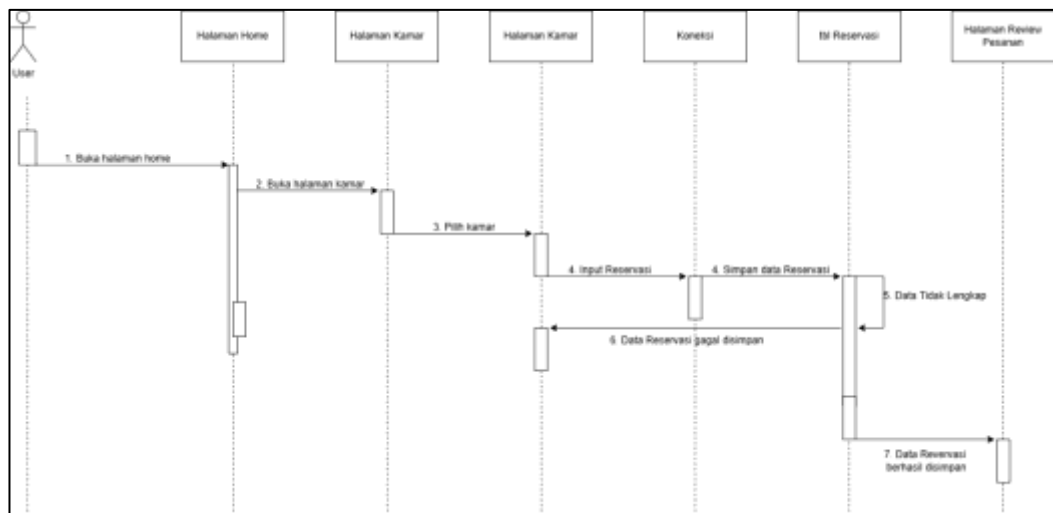 Halaman Home
Halaman Kamar
Halaman Kamar
Koneksi
tbl Reservasi
Halaman Review
Pesanan
User
1. Buka halaman home
2. Buka halaman kamar
3. Pilih kamar
4. Input Reservasi
4. Simpan data Reservasi
5. Data Tidak Lengkap
6. Data Reservasi gagal disimpan
7. Data Revervasi
berhasil disimpan